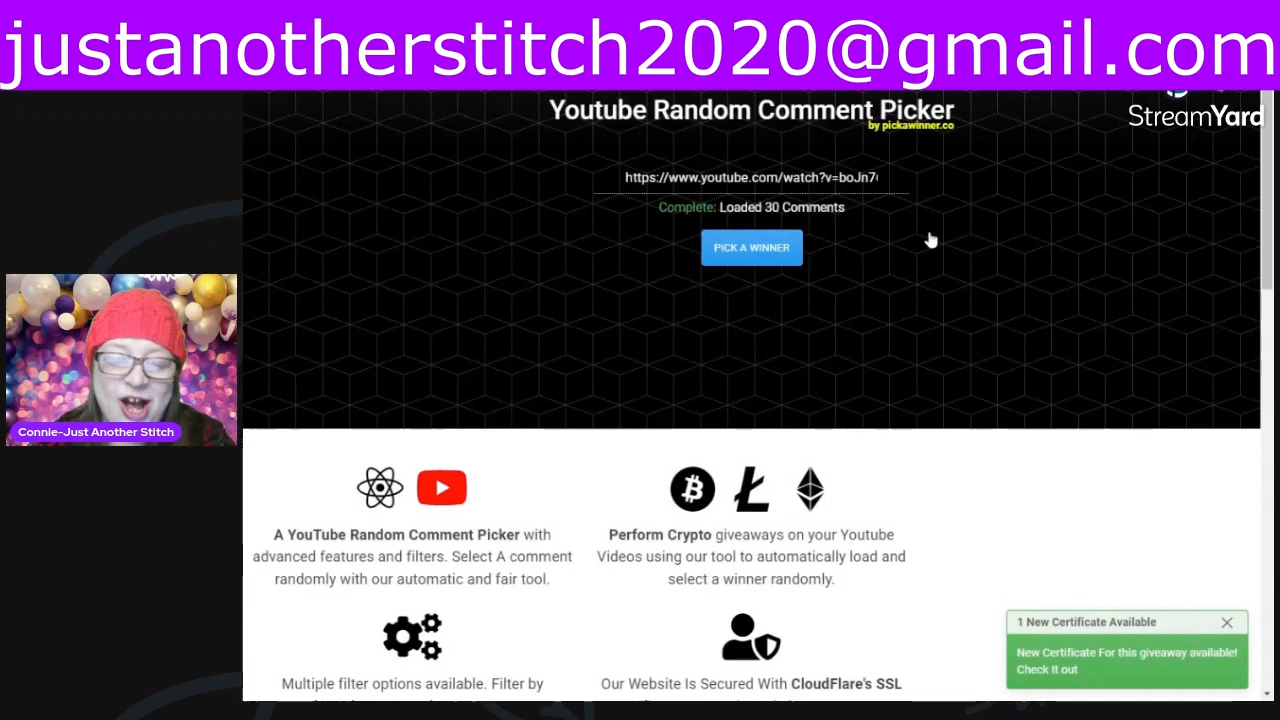 justanotherstitch2020@gmail.com
Youtube Random Comment Picker
by pickawinner.co
StreamYard
https://www.youtube.com/watch?v=boJn7
Complete: Loaded 30 Comments
PICK A WINNER
Connie-Just Another Stitch
A YouTube Random Comment Picker with
advanced features and filters. Select A comment
randomly with our automatic and fair tool.
Perform Crypto giveaways on your Youtube
Videos using our tool to automatically load and
select a winner randomly.
1 New Certificate Available
New Certificate For this giveaway available!
Check It out
Multiple filter options available. Filter by
Our Website Is Secured With CloudFlare's SSL